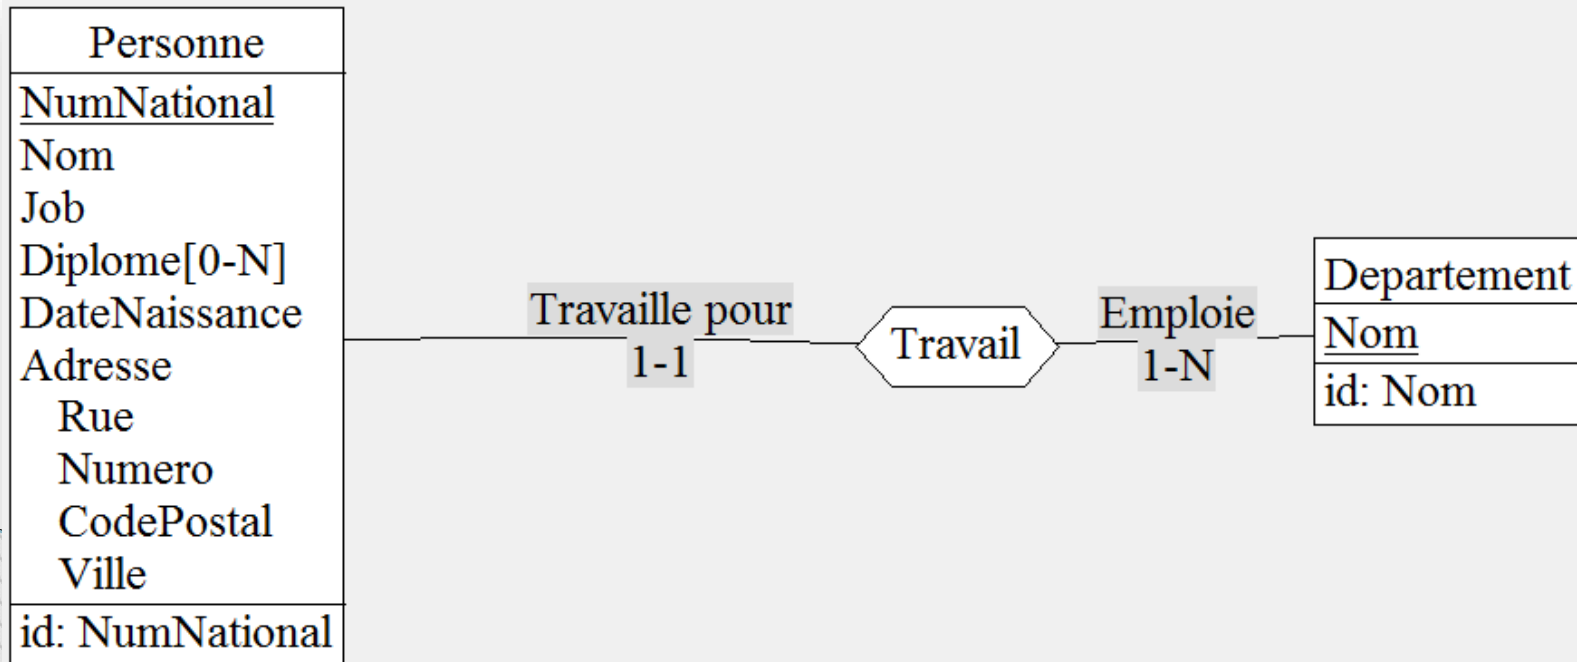 Personne
NumNational
Nom
Job
Diplome[0-N]
DateNaissance
Adresse
Rue
Numero
CodePostal
Ville
id: NumNational
Travaille pour
1-1
Travail
Emploie
1-N
Departement
Nom
id: Nom